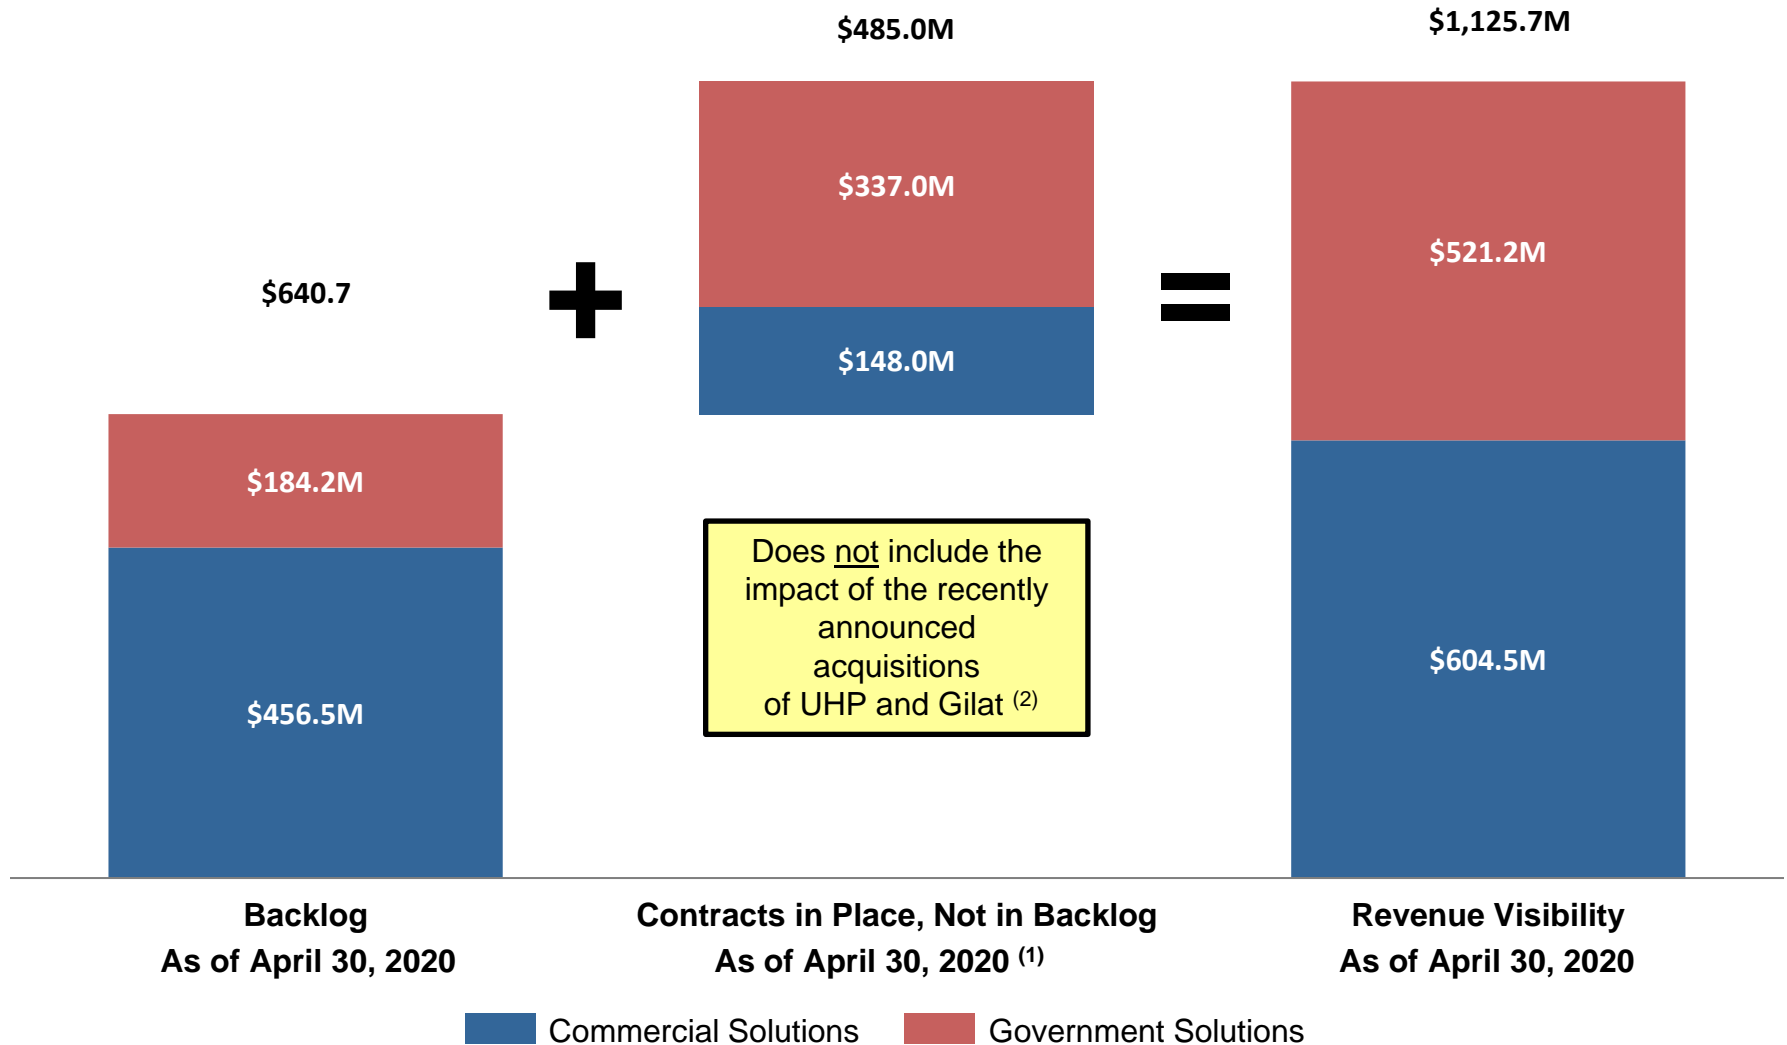 $485.0M
$1,125.7M
$337.0M
$521.2M
$640.7
+
=
$148.0M
$184.2M
Does not include the
impact of the recently
announced
acquisitions
of UHP and Gilat (2)
$604.5M
$456.5M
Backlog
As of April 30, 2020
Contracts in Place, Not in Backlog
As of April 30, 2020 (1)
Revenue Visibility
As of April 30, 2020
Commercial Solutions
Government Solutions